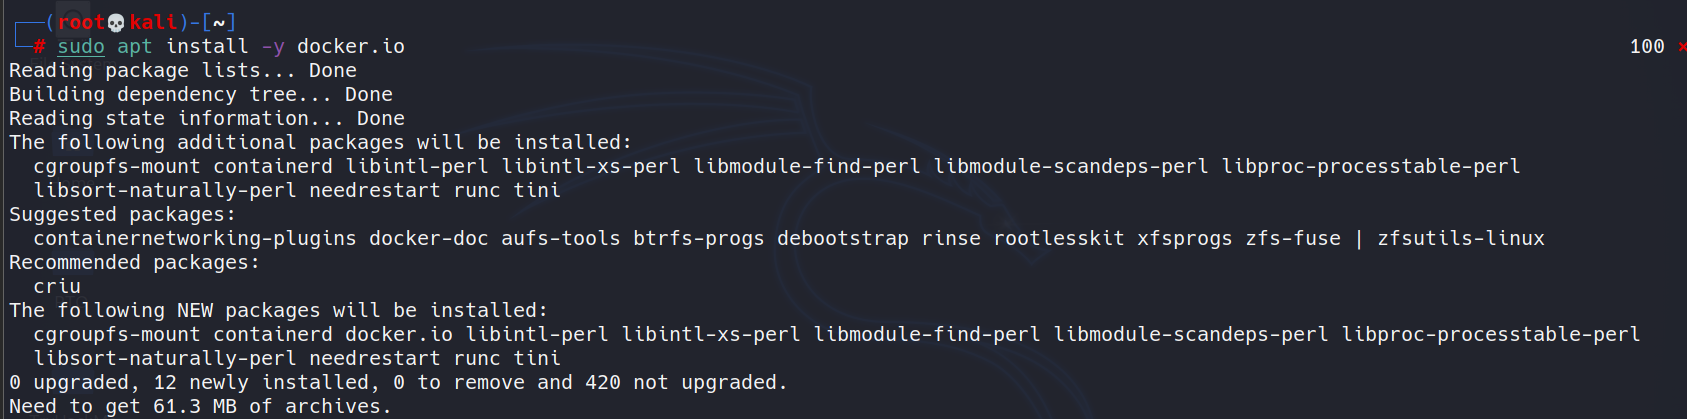 ┌──(root💀kali)-[~]
└─# sudo apt install -y docker.io 100 ⨯
Reading package lists... Done
Building dependency tree... Done
Reading state information... Done
The following additional packages will be installed:
  cgroupfs-mount containerd libintl-perl libintl-xs-perl libmodule-find-perl libmodule-scandeps-perl libproc-processtable-perl
  libsort-naturally-perl needrestart runc tini
Suggested packages:
  containernetworking-plugins docker-doc aufs-tools btrfs-progs debootstrap rinse rootlesskit xfsprogs zfs-fuse | zfsutils-linux
Recommended packages:
  criu
The following NEW packages will be installed:
  cgroupfs-mount containerd docker.io libintl-perl libintl-xs-perl libmodule-find-perl libmodule-scandeps-perl libproc-processtable-perl
  libsort-naturally-perl needrestart runc tini
0 upgraded, 12 newly installed, 0 to remove and 420 not upgraded.
Need to get 61.3 MB of archives.